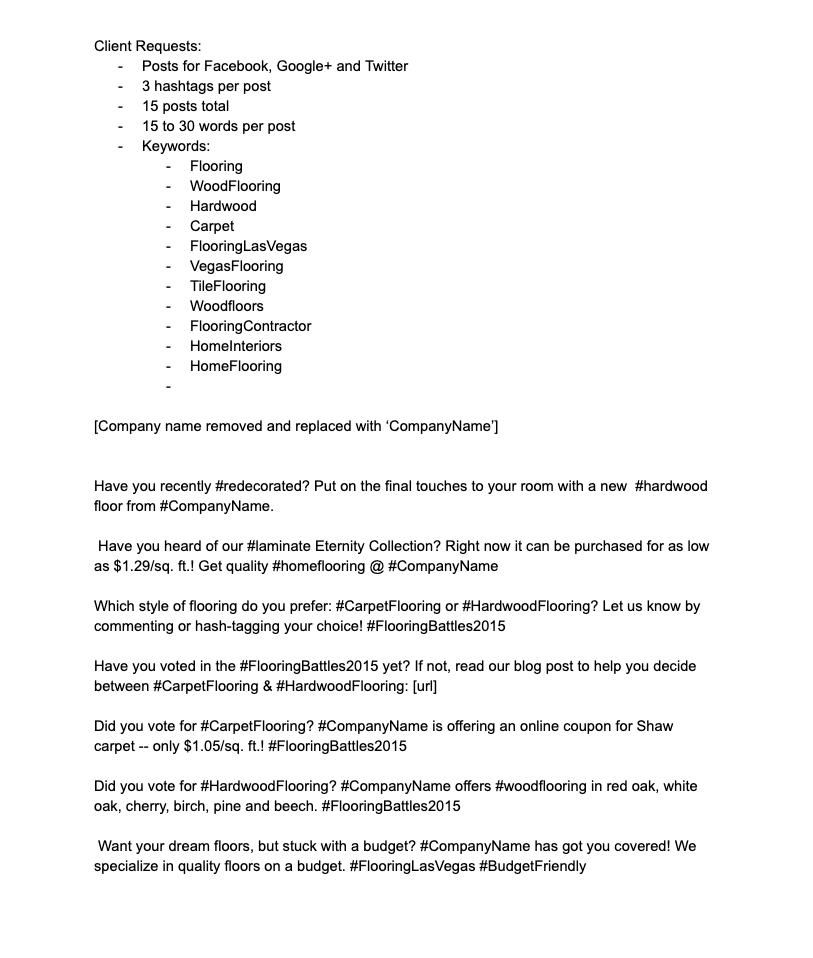 Client Requests:
- Posts for Facebook, Google+ and Twitter
- 3 hashtags per post
- 15 posts total
- 15 to 30 words per post
- Keywords:
- Flooring
- WoodFlooring
- Hardwood
- Carpet
- FlooringLasVegas
- VegasFlooring
- TileFlooring
- Woodfloors
- FlooringContractor
- HomeInteriors
- HomeFlooring
-
[Company name removed and replaced with ‘CompanyName’]
Have you recently #redecorated? Put on the final touches to your room with a new  #hardwood
floor from #CompanyName.
Have you heard of our #laminate Eternity Collection? Right now it can be purchased for as low
as $1.29/sq. ft.! Get quality #homeflooring @ #CompanyName
Which style of flooring do you prefer: #CarpetFlooring or #HardwoodFlooring? Let us know by
commenting or hash-tagging your choice! #FlooringBattles2015
Have you voted in the #FlooringBattles2015 yet? If not, read our blog post to help you decide
between #CarpetFlooring & #HardwoodFlooring: [url]
Did you vote for #CarpetFlooring? #CompanyName is offering an online coupon for Shaw
carpet -- only $1.05/sq. ft.! #FlooringBattles2015
Did you vote for #HardwoodFlooring? #CompanyName offers #woodflooring in red oak, white
oak, cherry, birch, pine and beech. #FlooringBattles2015
Want your dream floors, but stuck with a budget? #CompanyName has got you covered! We
specialize in quality floors on a budget. #FlooringLasVegas #BudgetFriendly